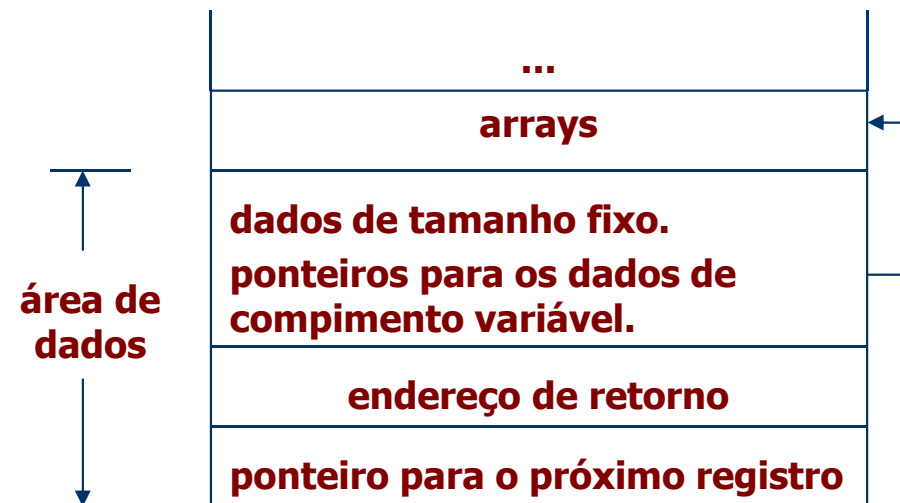 ...
arrays
dados de tamanho fixo.
ponteiros para os dados de
compimento variável.
área de
dados
endereço de retorno
ponteiro para o próximo registro